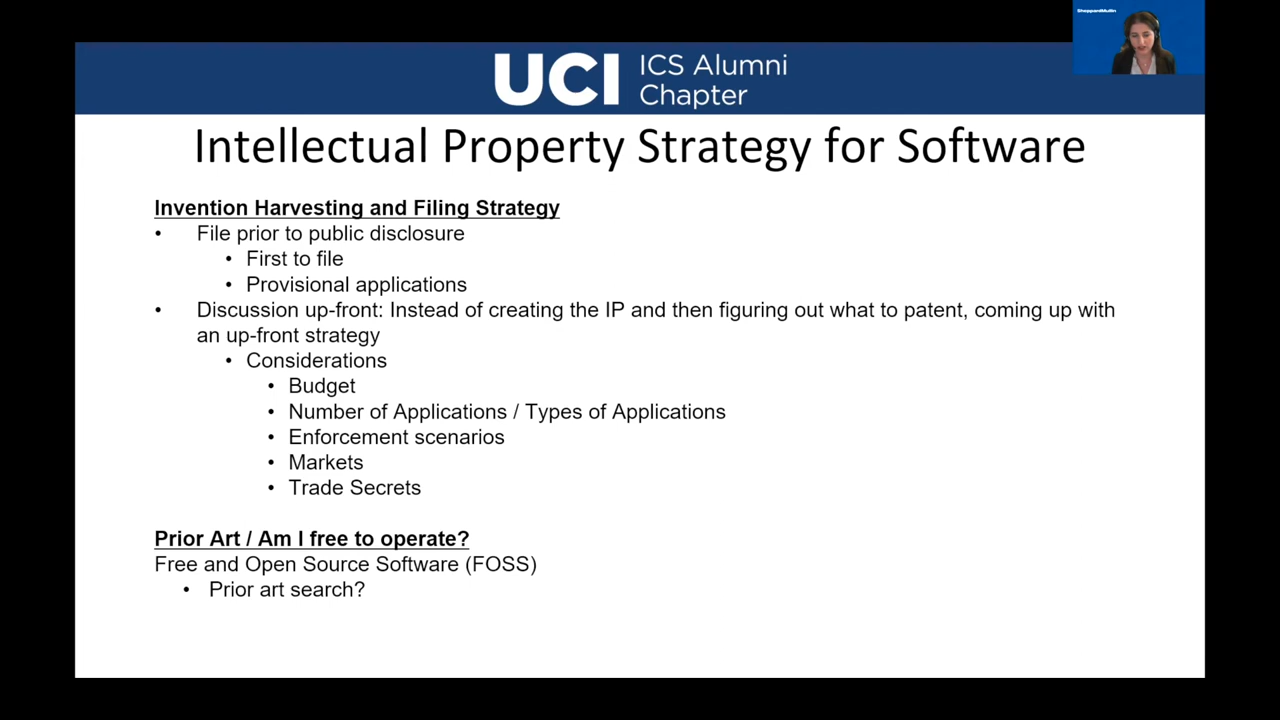 SheppardMullin
UCI
ICS Alumni
Chapter
Intellectual Property Strategy for Software
Invention Harvesting and Filing Strategy
• File prior to public disclosure
• First to file
• Provisional applications
• Discussion up-front: Instead of creating the IP and then figuring out what to patent, coming up with
an up-front strategy
• Considerations
• Budget
• Number of Applications / Types of Applications
• Enforcement scenarios
• Markets
• Trade Secrets
Prior Art / Am I free to operate?
Free and Open Source Software (FOSS)
• Prior art search?